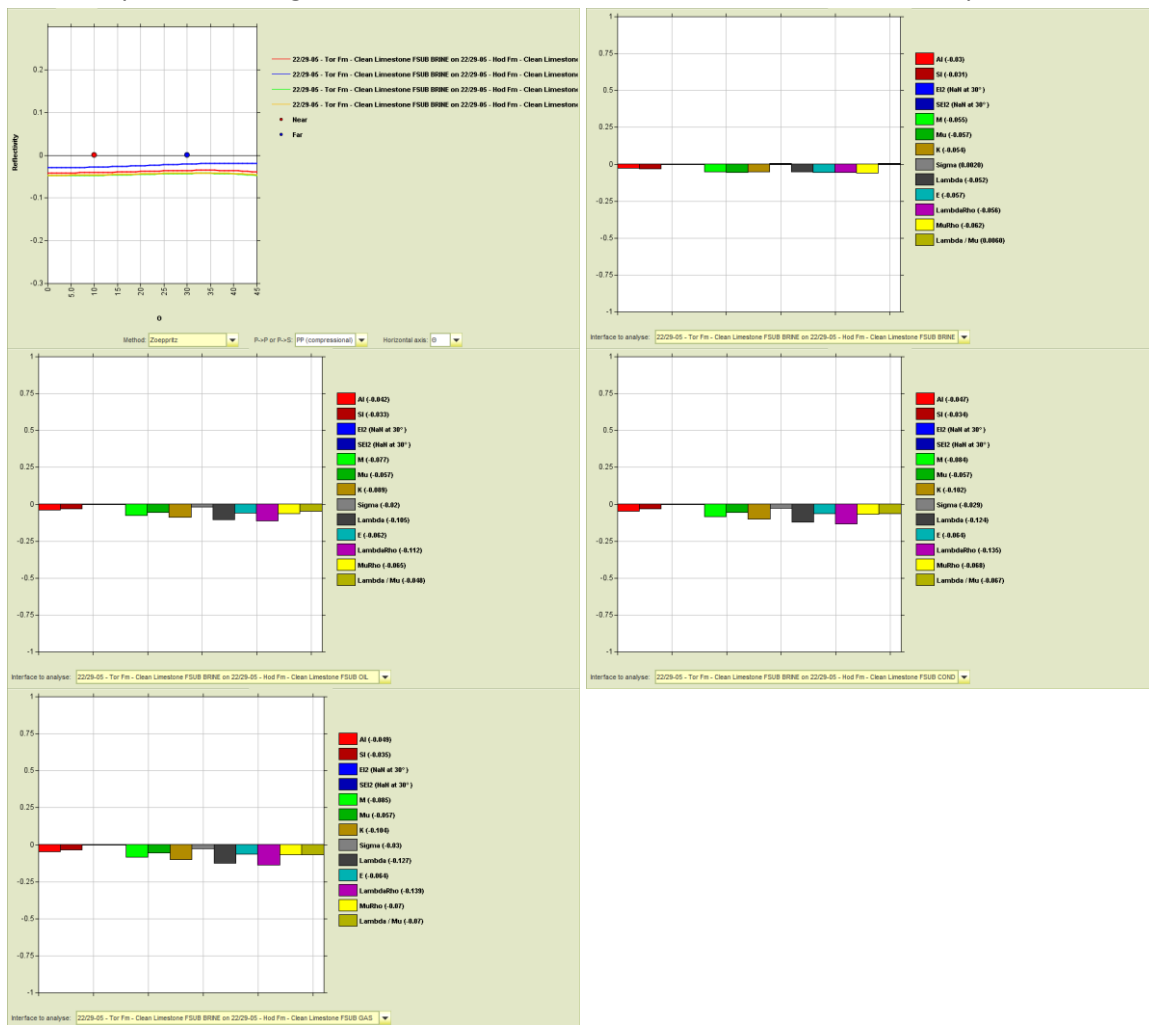 0.2
0.1
0
-0.1
-0.2
-0.3
Reflectivity
0
5.0
10
15
20
25
30
35
40
45
Θ
22/29-05 - Tor Fm - Clean Limestone FSUB BRINE on 22/29-05 - Hod Fm - Clean Limestone
22/29-05 - Tor Fm - Clean Limestone FSUB BRINE on 22/29-05 - Hod Fm - Clean Limestone
22/29-05 - Tor Fm - Clean Limestone FSUB BRINE on 22/29-05 - Hod Fm - Clean Limestone
22/29-05 - Tor Fm - Clean Limestone FSUB BRINE on 22/29-05 - Hod Fm - Clean Limestone
Near
Far
Method: Zoeppritz P->P or P->S: PP (compressional) Horizontal axis: Θ
1
0.75
0.5
0.25
0
-0.25
-0.5
-0.75
-1
AI (-0.03)
SI (-0.031)
EI2 (NaN at 30°)
SEI2 (NaN at 30°)
M (-0.055)
Mu (-0.057)
K (-0.054)
Sigma (0.0020)
Lambda (-0.052)
E (-0.057)
LambdaRho (-0.056)
MuRho (-0.062)
Lambda / Mu (0.0060)
Interface to analyse: 22/29-05 - Tor Fm - Clean Limestone FSUB BRINE on 22/29-05 - Hod Fm - Clean Limestone FSUB BRINE
1
0.75
0.5
0.25
0
-0.25
-0.5
-0.75
-1
AI (-0.042)
SI (-0.033)
EI2 (NaN at 30°)
SEI2 (NaN at 30°)
M (-0.077)
Mu (-0.057)
K (-0.089)
Sigma (-0.02)
Lambda (-0.105)
E (-0.062)
LambdaRho (-0.112)
MuRho (-0.065)
Lambda / Mu (-0.048)
Interface to analyse: 22/29-05 - Tor Fm - Clean Limestone FSUB BRINE on 22/29-05 - Hod Fm - Clean Limestone FSUB OIL
1
0.75
0.5
0.25
0
-0.25
-0.5
-0.75
-1
AI (-0.047)
SI (-0.034)
EI2 (NaN at 30°)
SEI2 (NaN at 30°)
M (-0.084)
Mu (-0.057)
K (-0.102)
Sigma (-0.029)
Lambda (-0.124)
E (-0.064)
LambdaRho (-0.135)
MuRho (-0.068)
Lambda / Mu (-0.067)
Interface to analyse: 22/29-05 - Tor Fm - Clean Limestone FSUB BRINE on 22/29-05 - Hod Fm - Clean Limestone FSUB COND
1
0.75
0.5
0.25
0
-0.25
-0.5
-0.75
-1
AI (-0.049)
SI (-0.035)
EI2 (NaN at 30°)
SEI2 (NaN at 30°)
M (-0.085)
Mu (-0.057)
K (-0.104)
Sigma (-0.03)
Lambda (-0.127)
E (-0.064)
LambdaRho (-0.139)
MuRho (-0.07)
Lambda / Mu (-0.07)
Interface to analyse: 22/29-05 - Tor Fm - Clean Limestone FSUB BRINE on 22/29-05 - Hod Fm - Clean Limestone FSUB GAS